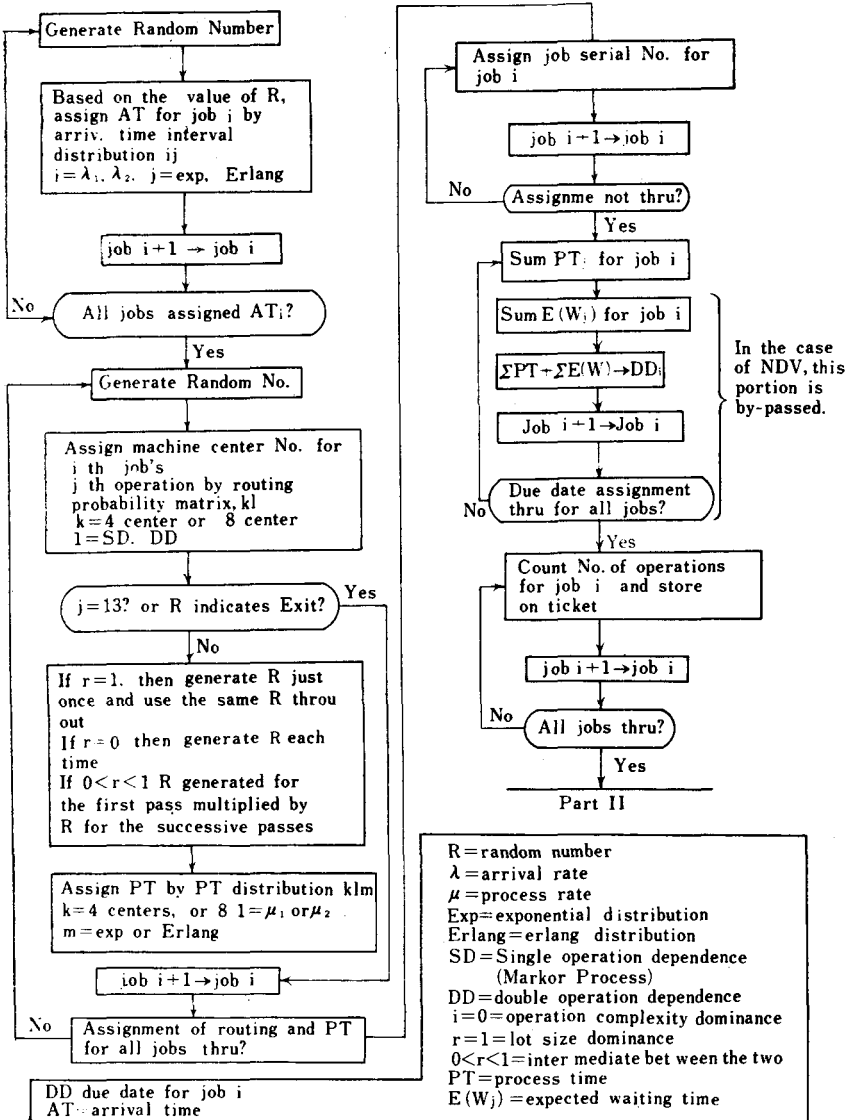 Generate Random Number
Based on the value of R,
assign AT for job i by
arriv. time interval
distribution ij
i=λ₁, λ₂. j=exp, Erlang
job i+1→job i
No
All jobs assigned ATi?
Yes
Generate Random No.
Assign machine center No. for
i th job's
j th operation by routing
probability matrix, kl
k=4 center or 8 center
l=SD. DD
j=13? or R indicates Exit?
Yes
No
If r=1. then generate R just
once and use the same R throu
out
If r=0 then generate R each
time
If 0<r<1 R generated for
the first pass multiplied by
R for the successive passes
Assign PT by PT distribution klm
k=4 centers, or 8 l=μ₁ or μ₂
m=exp or Erlang
job i+1→job i
No
Assignment of routing and PT
for all jobs thru?
Assign job serial No. for
job i
job i+1→job i
No
Assignme not thru?
Yes
Sum PTi for job i
Sum E(Wj) for job i
ΣPT+ΣE(W)→DDi
Job i+1→Job i
In the case
of NDV, this
portion is
by-passed.
Due date assignment
thru for all jobs?
No
Yes
Count No. of operations
for job i and store
on ticket
job i+1→job i
No
All jobs thru?
Yes
Part II
R=random number
λ=arrival rate
μ=process rate
Exp=exponential distribution
Erlang=erlang distribution
SD=Single operation dependence
(Markor Process)
DD=double operation dependence
i=0=operation complexity dominance
r=1=lot size dominance
0<r<1=inter mediate bet ween the two
PT=process time
E(Wj)=expected waiting time
DD due date for job i
AT=arrival time